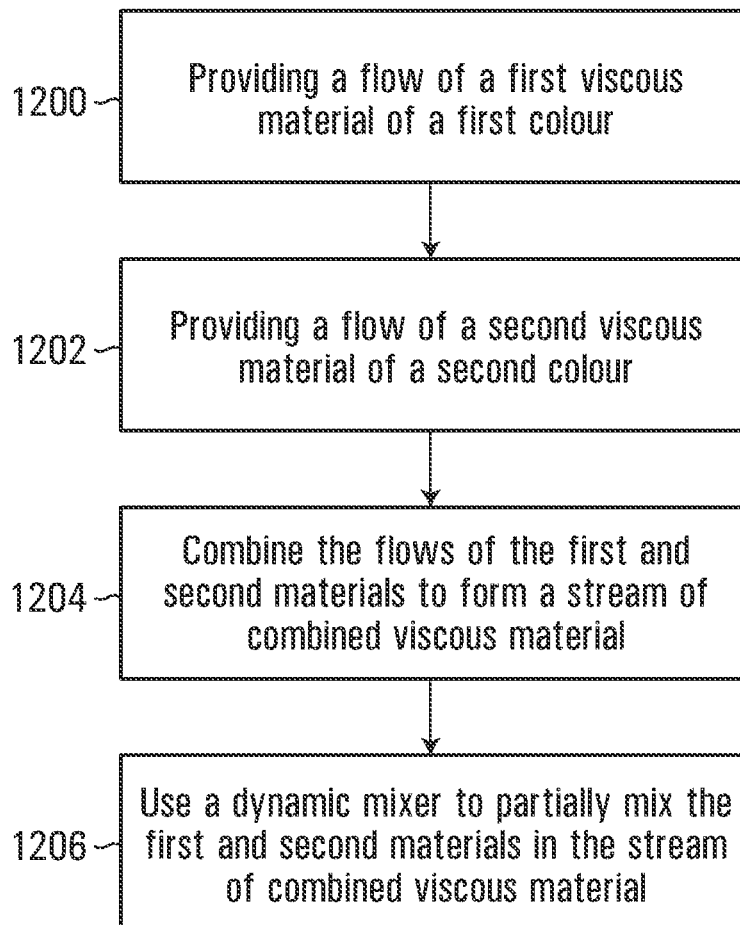 1200
Providing a flow of a first viscous
material of a first colour
1202
Providing a flow of a second viscous
material of a second colour
1204
Combine the flows of the first and
second materials to form a stream of
combined viscous material
1206
Use a dynamic mixer to partially mix the
first and second materials in the stream
of combined viscous material